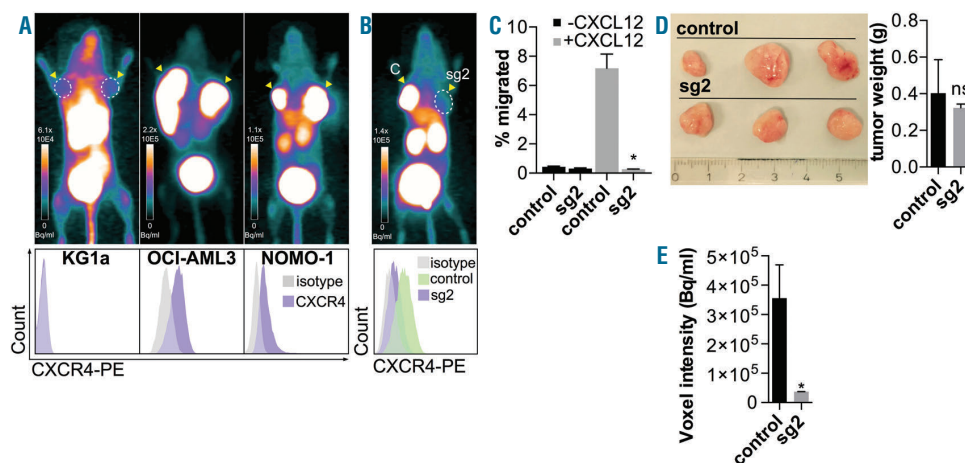 A
6.1x
10E4
0
Bq/ml
2.2x
10E5
0
Bq/ml
1.1x
10E5
0
Bq/ml
KG1a
OCI-AML3
NOMO-1
isotype
CXCR4
Count
CXCR4-PE
B
C
sg2
1.4x
10E5
0
Bq/ml
isotype
control
sg2
Count
CXCR4-PE
C
-CXCL12
+CXCL12
% migrated
10
8
6
4
2
0
*
control
sg2
control
sg2
D
control
sg2
0 1 2 3 4 5
tumor weight (g)
0.8
0.6
0.4
0.2
0.0
ns
control
sg2
E
Voxel intensity (Bq/ml)
5×10⁵
4×10⁵
3×10⁵
2×10⁵
1×10⁵
0
*
control
sg2